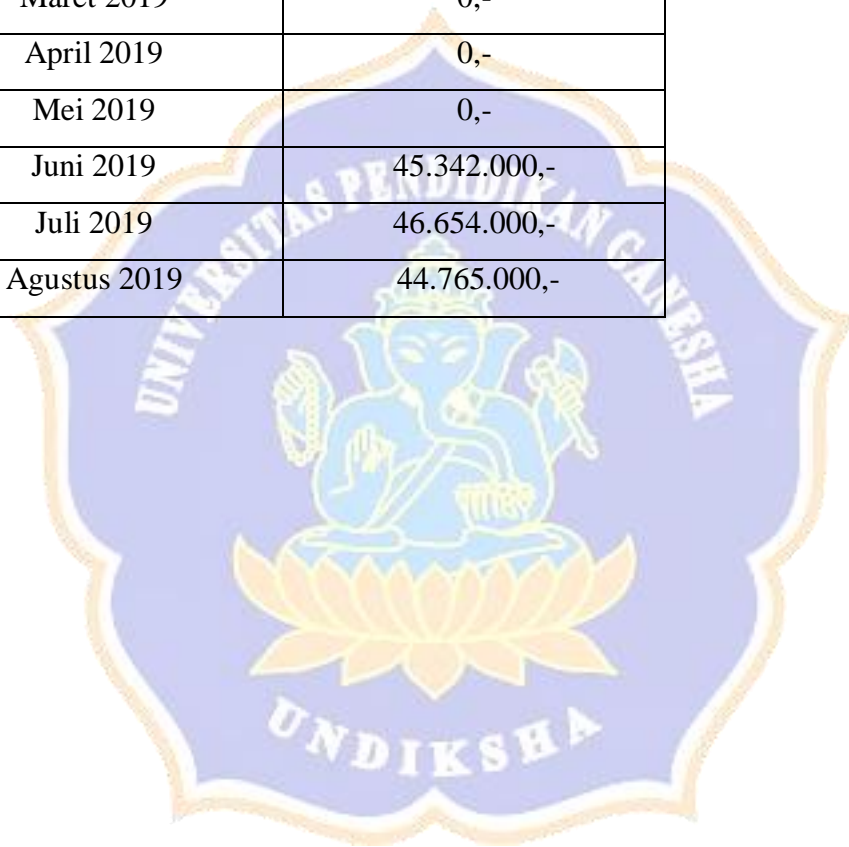 Maret 2019 0,-
April 2019 0,-
Mei 2019 0,-
Juni 2019 45.342.000,-
Juli 2019 46.654.000,-
Agustus 2019 44.765.000,-
UNIVERSITAS PENDIDIKAN GANESHA
UNDIKSHA